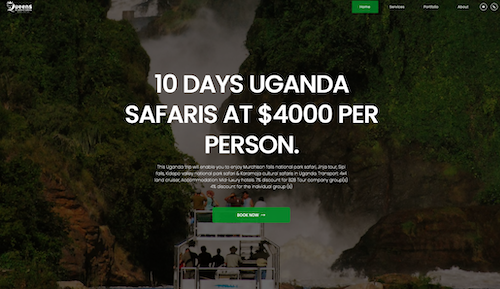 Queens
Home
Services
Portfolio
About
10 DAYS UGANDA
SAFARIS AT $4000 PER
PERSON.
This Uganda trip will enable you to enjoy Murchison falls national park safari, Jinja tour, Sipi
Falls, Kidepo valley national park safari & Karamoja cultural safaris in Uganda. Transport: 4x4
land cruiser, Accommodation: Mid-luxury hotels. 7% discount for B2B Tour company group(s)
4% discount for the Individual group (s)
BOOK NOW